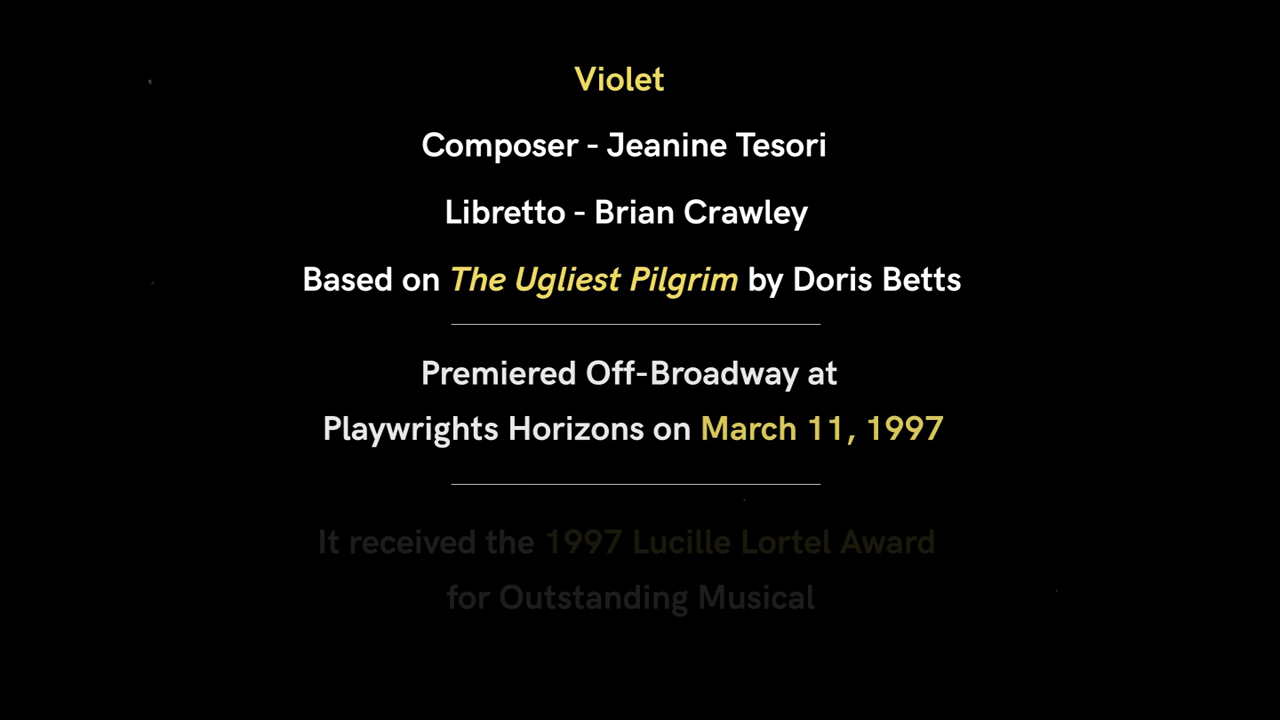 Violet
Composer - Jeanine Tesori
Libretto - Brian Crawley
Based on The Ugliest Pilgrim by Doris Betts
Premiered Off-Broadway at
Playwrights Horizons on March 11, 1997
It received the 1997 Lucille Lortel Award
for Outstanding Musical